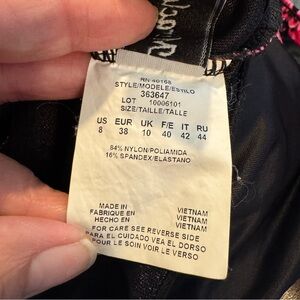 RN 40168
STYLE/MODELE/ESTILO
363647
LOT 10006101
SIZE/TAILLE/TALLE
US EUR UK F/E IT RU
8 38 10 40 42 44
84% NYLON/POLIAMIDA
16% SPANDEX/ELASTANO
MADE IN VIETNAM
FABRIQUE EN VIETNAM
HECHO EN VIETNAM
FOR CARE SEE REVERSE SIDE
PARA EL CUIDADO VEA EL DORSO
POUR LE SOIN VOIR LE VERSO